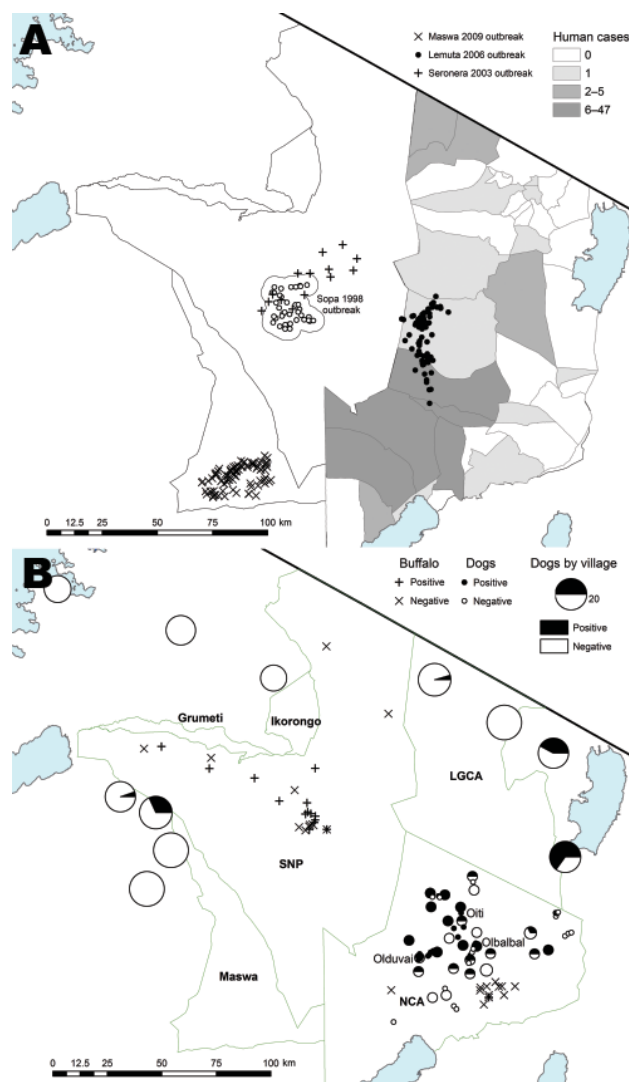 A
Maswa 2009 outbreak
Lemuta 2006 outbreak
Seronera 2003 outbreak
Human cases
0
1
2–5
6–47
Sopa 1998
outbreak
0 12.5 25 50 75 100
km
B
Buffalo
Positive
Negative
Dogs
Positive
Negative
Dogs by village
20
Positive
Negative
Grumeti
Ikorongo
LGCA
SNP
Oiti
Olbalbal
Olduvai
NCA
Maswa
0 12.5 25 50 75 100
km